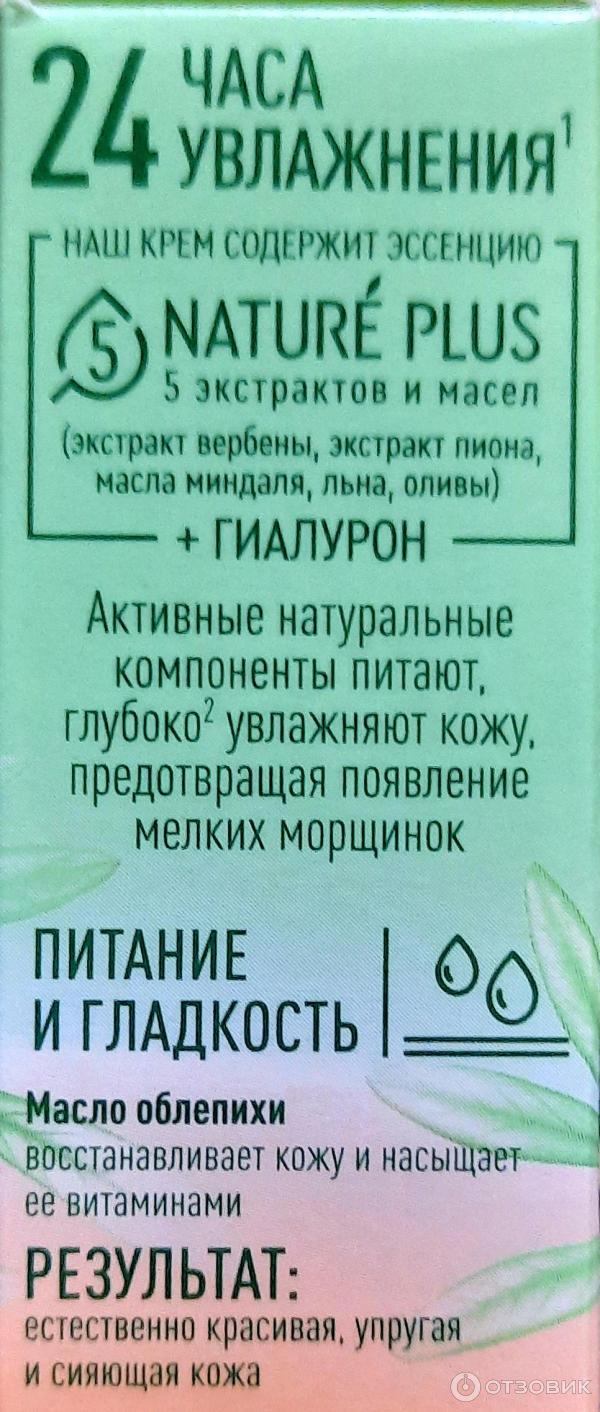 24 ЧАСА
УВЛАЖНЕНИЯ¹
НАШ КРЕМ СОДЕРЖИТ ЭССЕНЦИЮ
5 NATURÉ PLUS
5 экстрактов и масел
(экстракт вербены, экстракт пиона,
масла миндаля, льна, оливы)
+ ГИАЛУРОН
Активные натуральные
компоненты питают,
глубоко² увлажняют кожу,
предотвращая появление
мелких морщинок
ПИТАНИЕ
И ГЛАДКОСТЬ
Масло облепихи
восстанавливает кожу и насыщает
ее витаминами
РЕЗУЛЬТАТ:
естественно красивая, упругая
и сияющая кожа
ОТЗОВИК